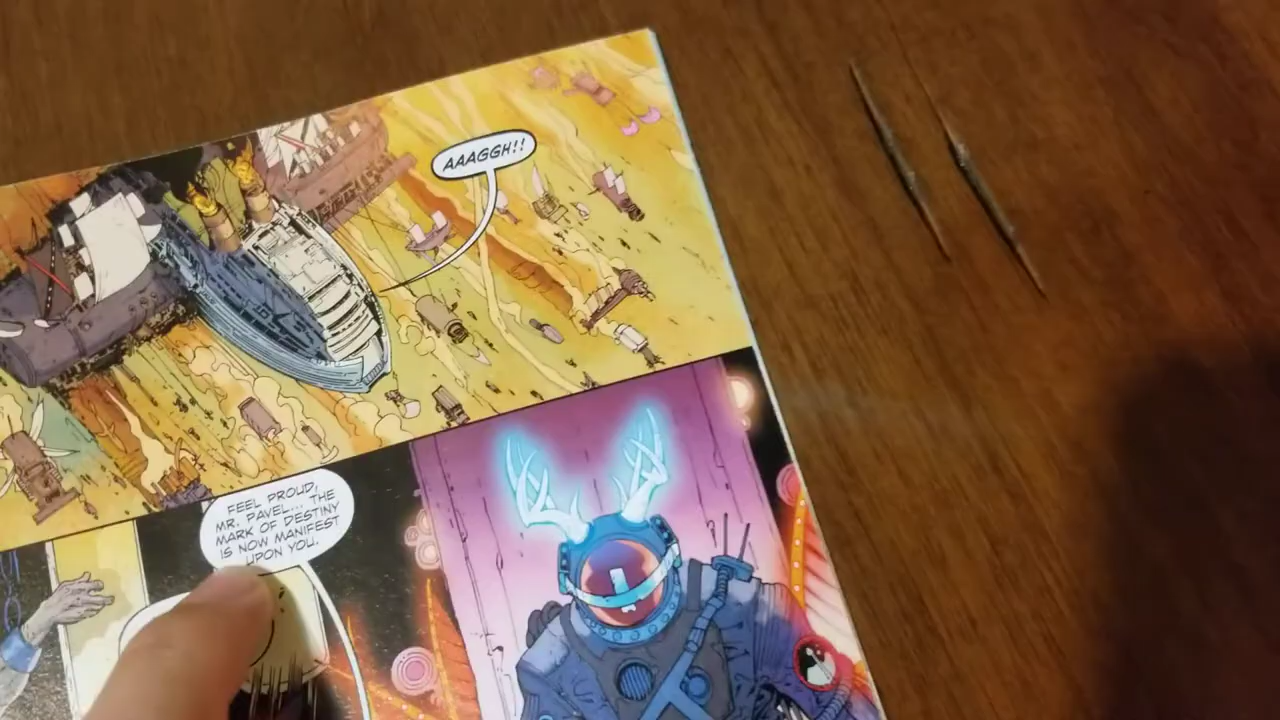 AAAGGH!!
FEEL PROUD,
MR. PAVEL... THE
MARK OF DESTINY
IS NOW MANIFEST
UPON YOU.